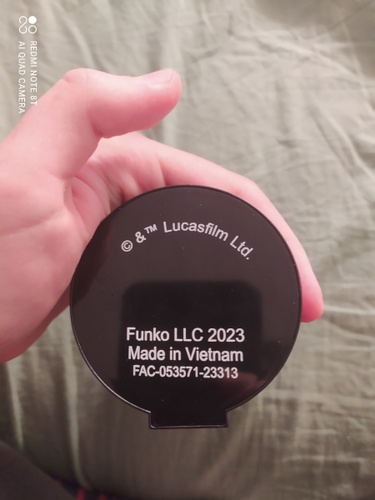 REDMI NOTE 8T
AI QUAD CAMERA
© &™ Lucasfilm Ltd.
Funko LLC 2023
Made in Vietnam
FAC-053571-23313